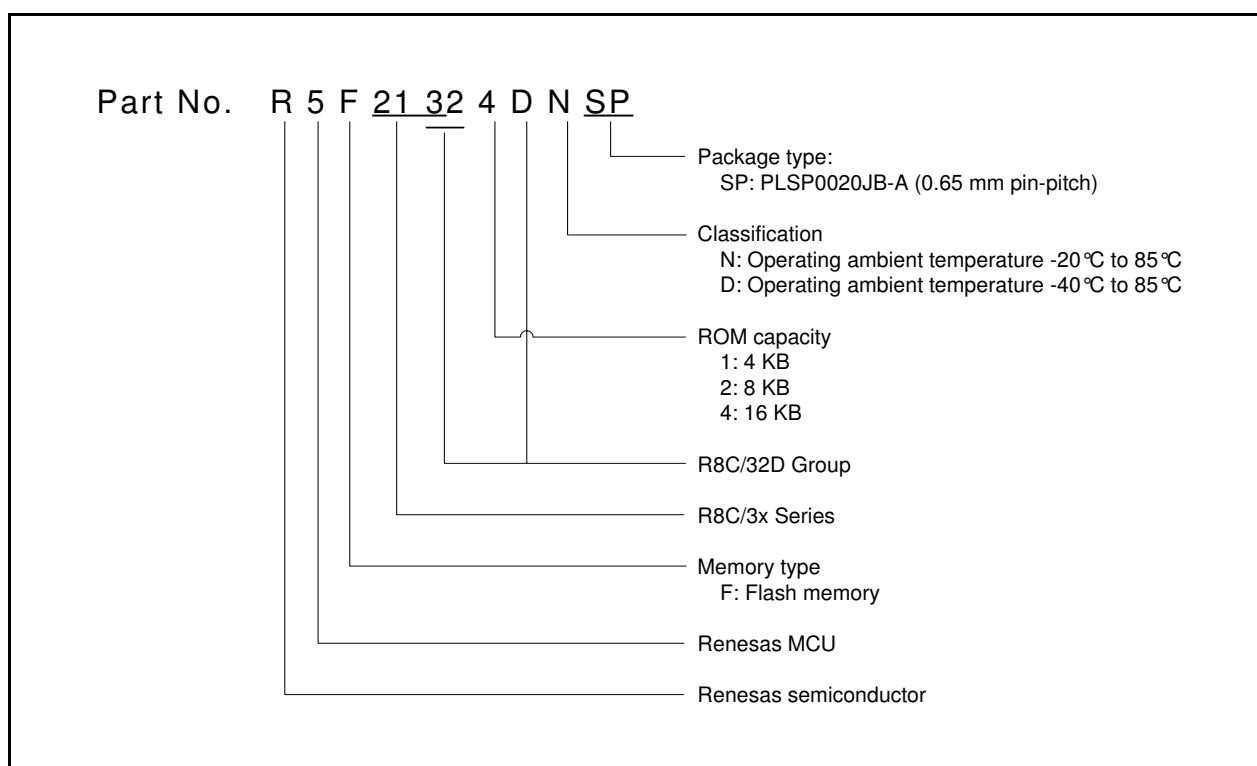 Part No. R 5 F 21 32 4 D N SP
Package type:
SP: PLSP0020JB-A (0.65 mm pin-pitch)
Classification
N: Operating ambient temperature -20°C to 85°C
D: Operating ambient temperature -40°C to 85°C
ROM capacity
1: 4 KB
2: 8 KB
4: 16 KB
R8C/32D Group
R8C/3x Series
Memory type
F: Flash memory
Renesas MCU
Renesas semiconductor